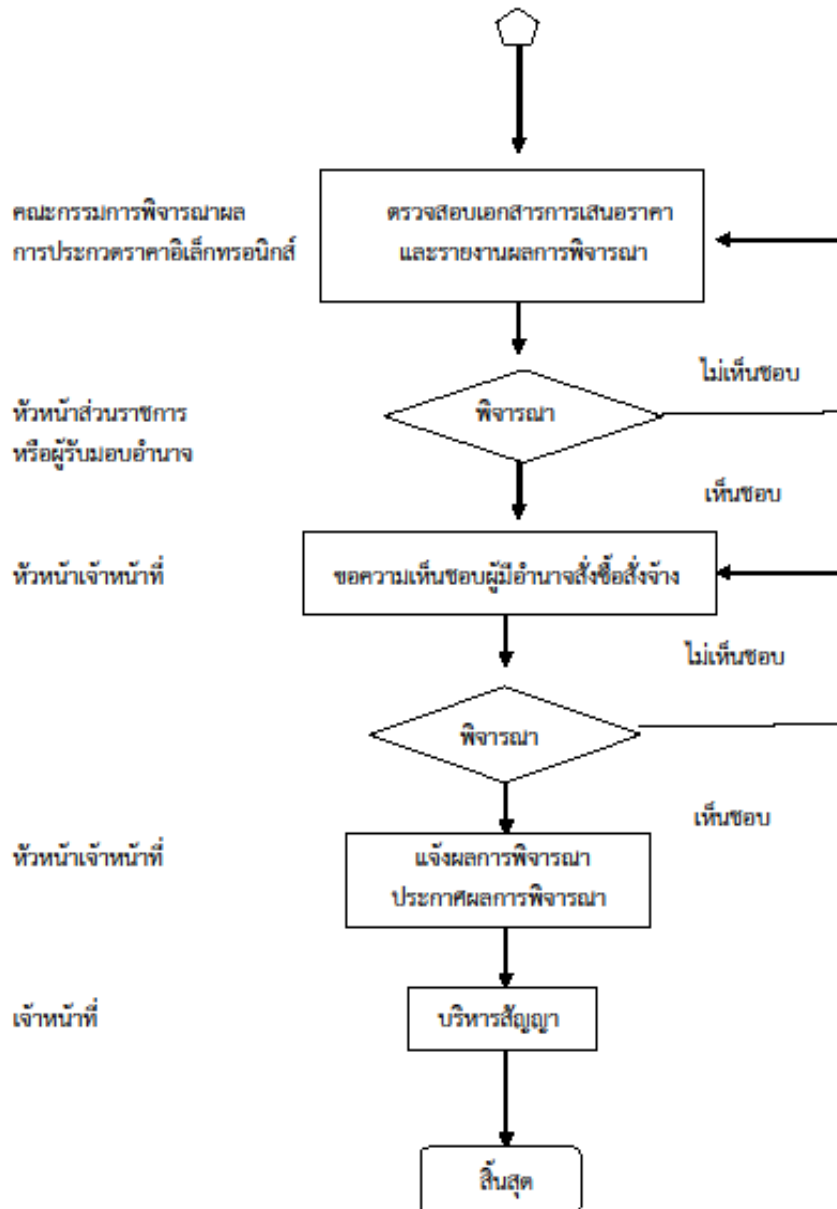 คณะกรรมการพิจารณาผล
การประกวดราคาอิเล็กทรอนิกส์
ตรวจสอบเอกสารการเสนอราคา
และรายงานผลการพิจารณา
ไม่เห็นชอบ
หัวหน้าส่วนราชการ
หรือผู้รับมอบอำนาจ
พิจารณา
เห็นชอบ
หัวหน้าเจ้าหน้าที่
ขอความเห็นชอบผู้มีอำนาจสั่งซื้อสั่งจ้าง
ไม่เห็นชอบ
พิจารณา
เห็นชอบ
หัวหน้าเจ้าหน้าที่
แจ้งผลการพิจารณา
ประกาศผลการพิจารณา
เจ้าหน้าที่
บริหารสัญญา
สิ้นสุด